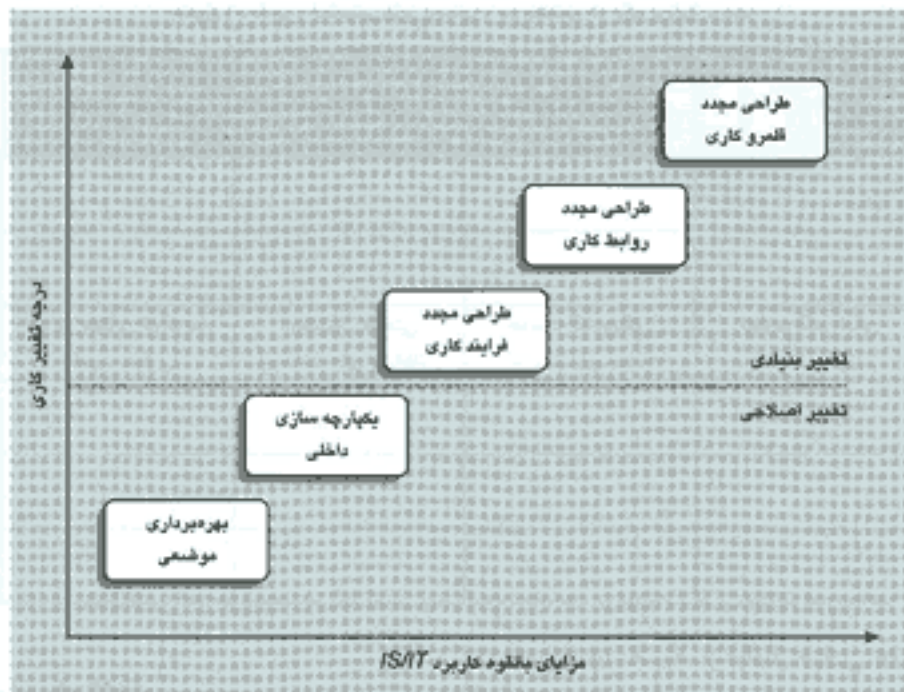 طراحی مجدد
قلمرو کاری
طراحی مجدد
روابط کاری
طراحی مجدد
فرایند کاری
تغییر بنیادی
تغییر اصلاحی
یکپارچه سازی
داخلی
بهره‌برداری
موضعی
درجه تغییر کاری
مزایای بالقوه کاربرد IS/IT